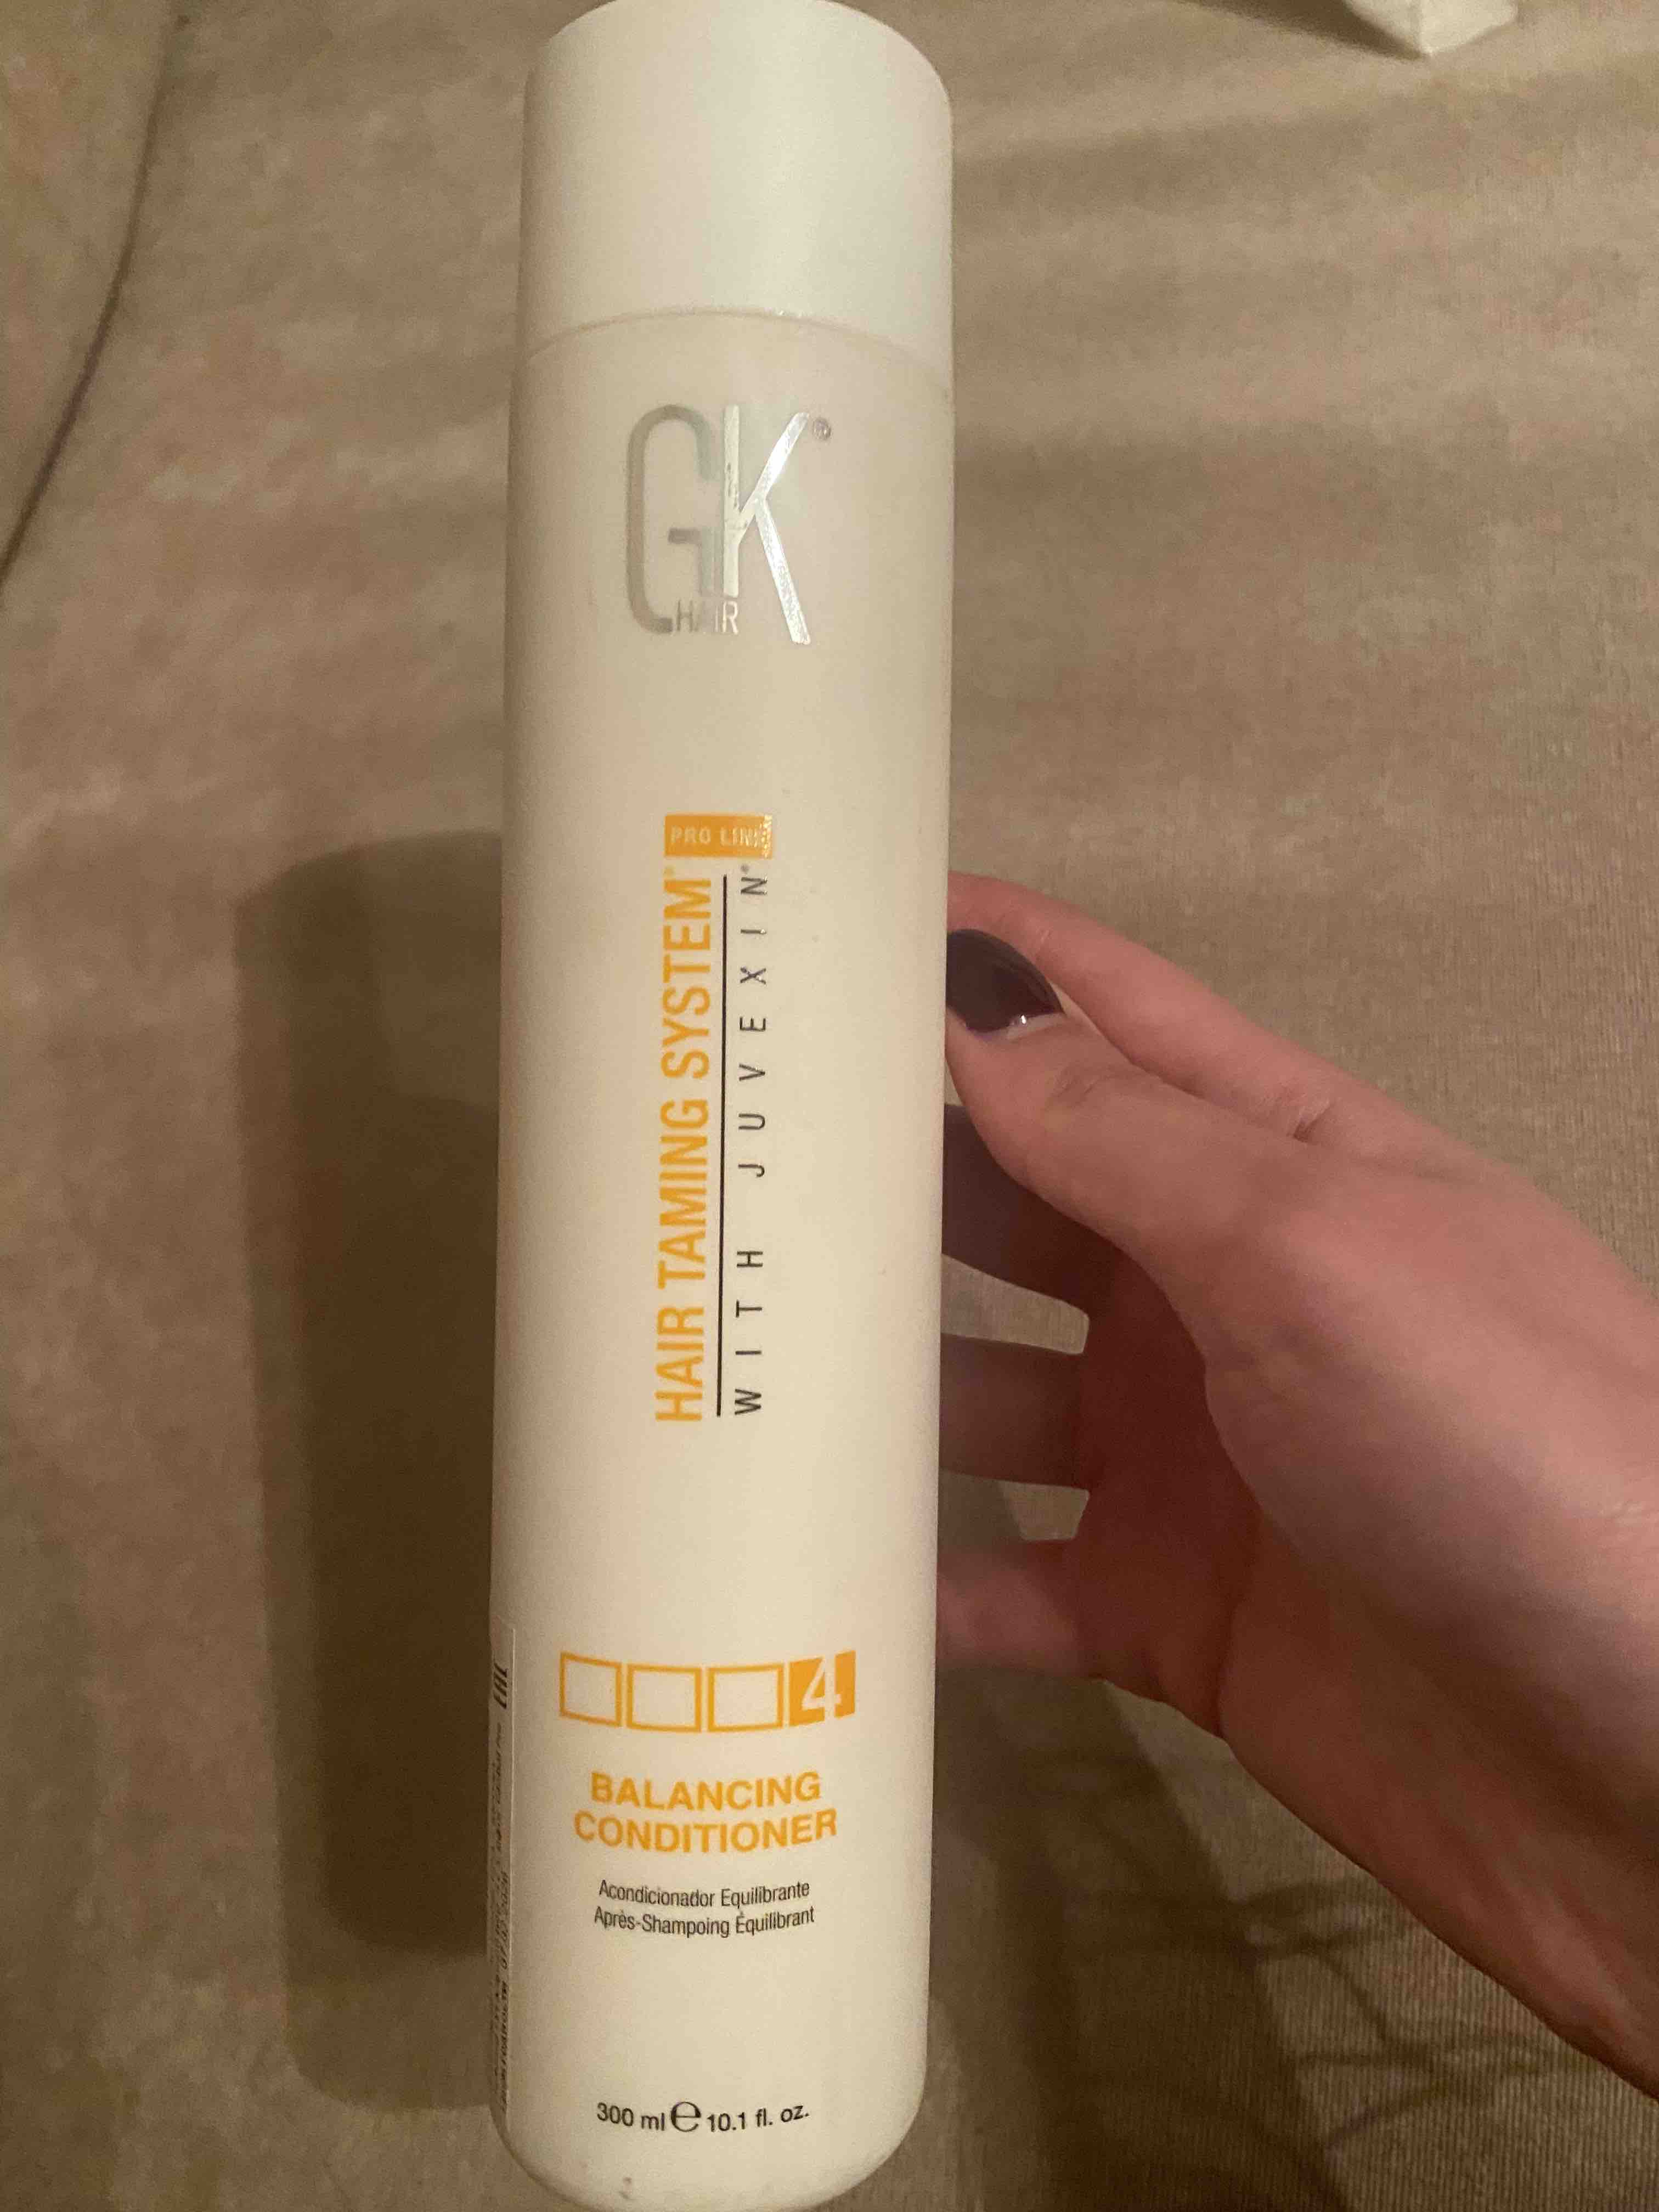 GK®
HAIR
PRO LINE
HAIR TAMING SYSTEM®
WITH JUVEXIN®
4
BALANCING
CONDITIONER
Acondicionador Equilibrante
Après-Shampoing Équilibrant
300 ml ℮ 10.1 fl. oz.
EAC